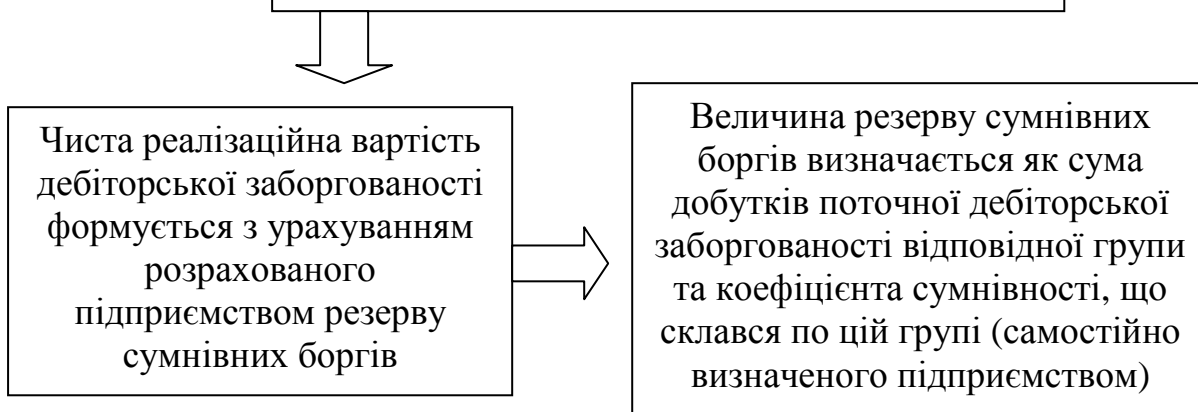 Чиста реалізаційна вартість
дебіторської заборгованості
формується з урахуванням
розрахованого
підприємством резерву
сумнівних боргів
Величина резерву сумнівних
боргів визначається як сума
добутків поточної дебіторської
заборгованості відповідної групи
та коефіцієнта сумнівності, що
склався по цій групі (самостійно
визначеного підприємством)